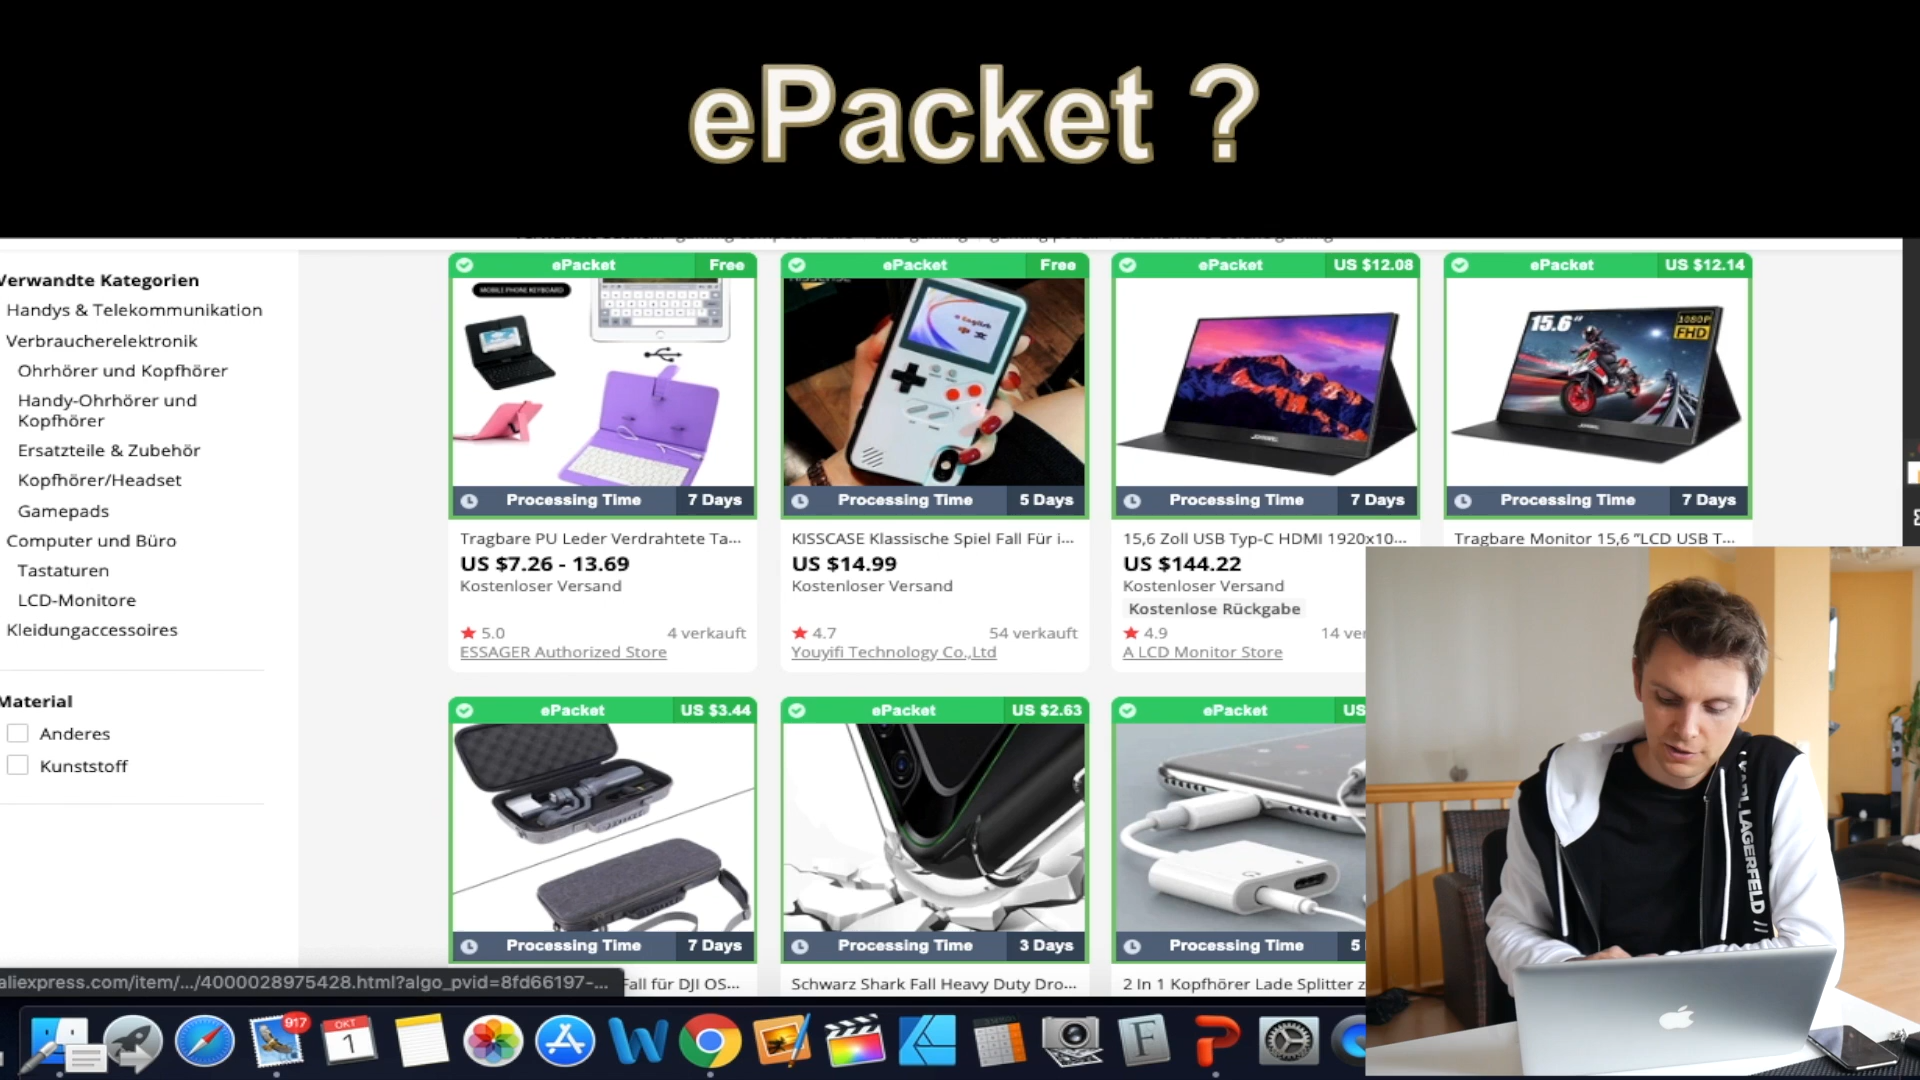 ePacket ?
Verwandte Kategorien
Handys & Telekommunikation
Verbraucherelektronik
Ohrhörer und Kopfhörer
Handy-Ohrhörer und
Kopfhörer
Ersatzteile & Zubehör
Kopfhörer/Headset
Gamepads
Computer und Büro
Tastaturen
LCD-Monitore
Kleidungaccessoires
Material
Anderes
Kunststoff
ePacket Free
MOBILE PHONE KEYBOARD
Processing Time 7 Days
Tragbare PU Leder Verdrahtete Ta...
US $7.26 - 13.69
Kostenloser Versand
5.0 4 verkauft
ESSAGER Authorized Store
ePacket Free
English
Processing Time 5 Days
KISSCASE Klassische Spiel Fall Für i...
US $14.99
Kostenloser Versand
4.7 54 verkauft
Youyifi Technology Co.,Ltd
ePacket US $12.08
Processing Time 7 Days
15,6 Zoll USB Typ-C HDMI 1920x10...
US $144.22
Kostenloser Versand
Kostenlose Rückgabe
4.9 14 ver
A LCD Monitor Store
ePacket US $12.14
15.6"
1080P
FHD
Processing Time 7 Days
Tragbare Monitor 15,6 "LCD USB T...
ePacket US $3.44
Processing Time 7 Days
Fall für DJI OS...
ePacket US $2.63
Processing Time 3 Days
Schwarz Shark Fall Heavy Duty Dro...
ePacket US
Processing Time 5
2 In 1 Kopfhörer Lade Splitter z
aliexpress.com/item/.../4000028975428.html?algo_pvid=8fd66197-...
917
OKT
1
KARL LAGERFELD //